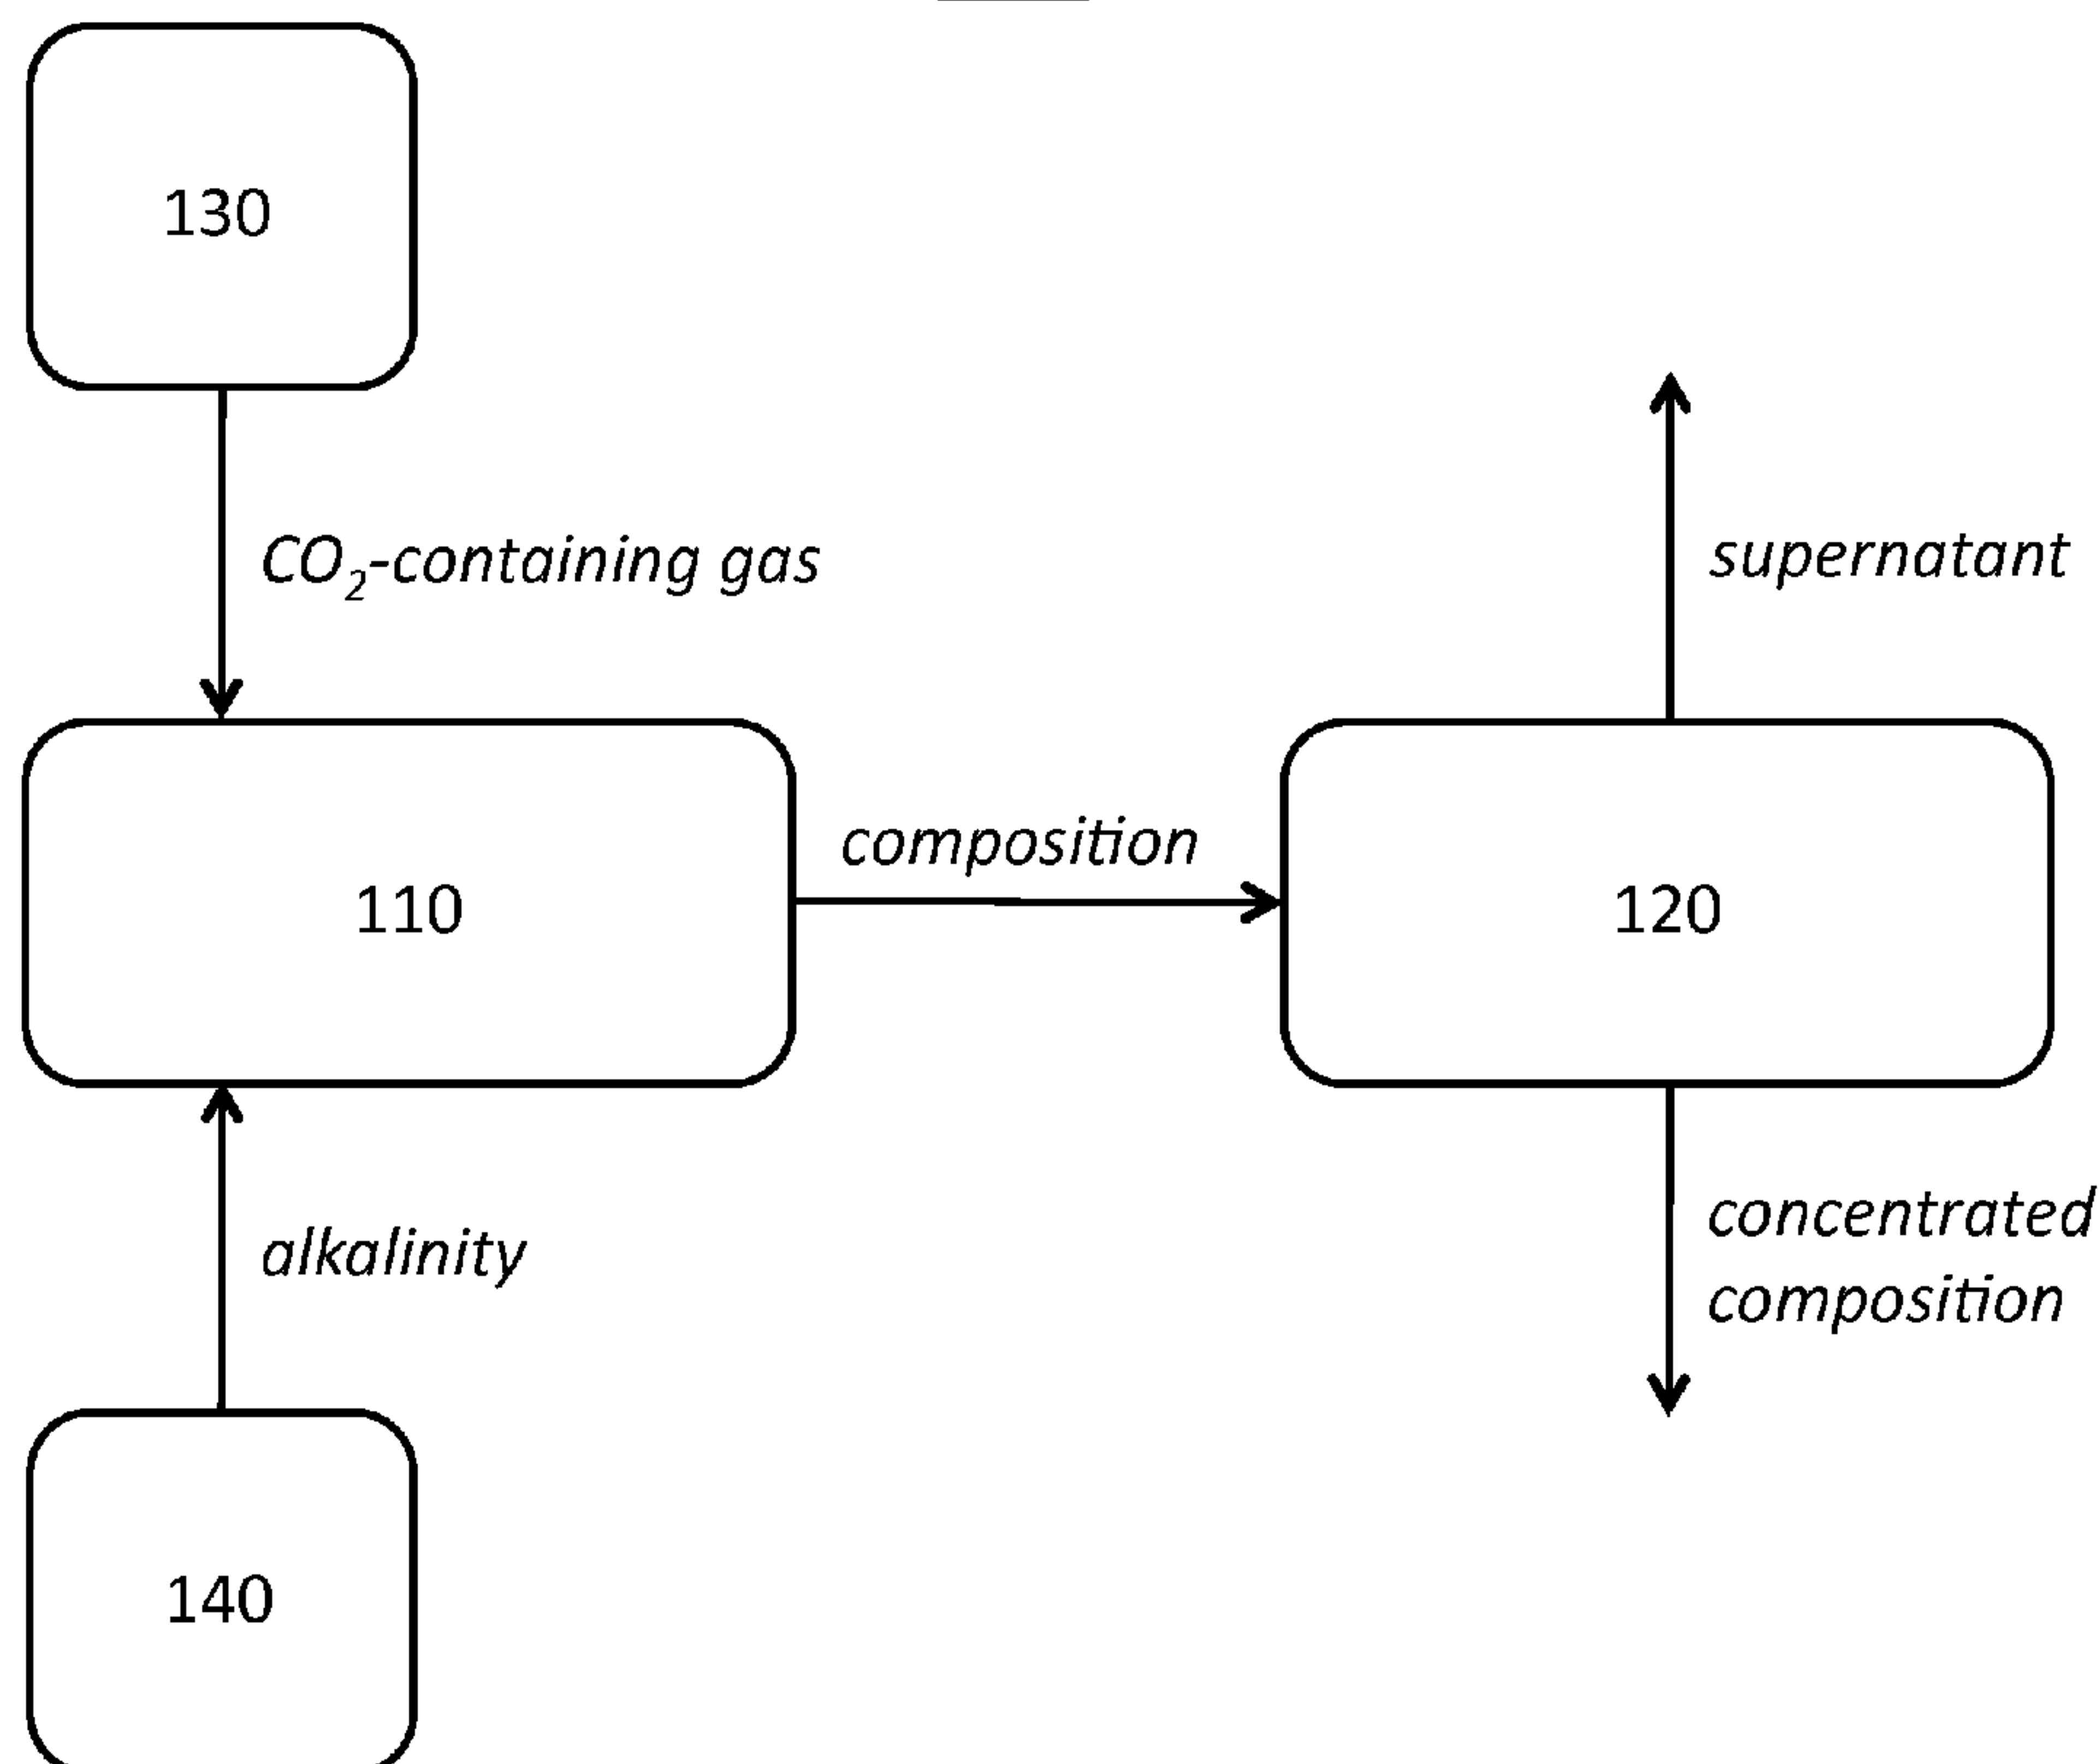 130
CO₂-containing gas
supernatant
composition
110
120
alkalinity
concentrated
composition
140